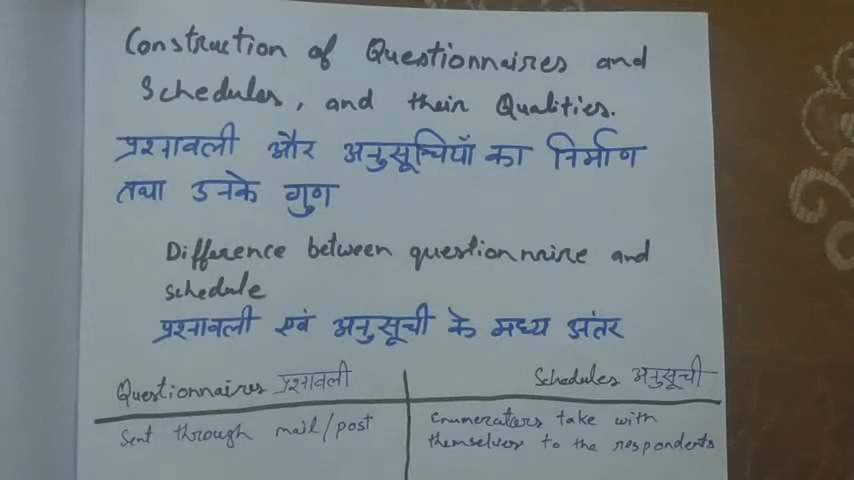 Construction of Questionnaires and
Schedules, and their Qualities.
प्रश्नावली और अनुसूचियाँ का निर्माण
तथा उनके गुण
Difference between questionnaire and
schedule
प्रश्नावली एवं अनुसूची के मध्य अंतर
Questionnaires प्रश्नावली
Schedules अनुसूची
Sent through mail/post
Enumerators take with
themselves to the respondents